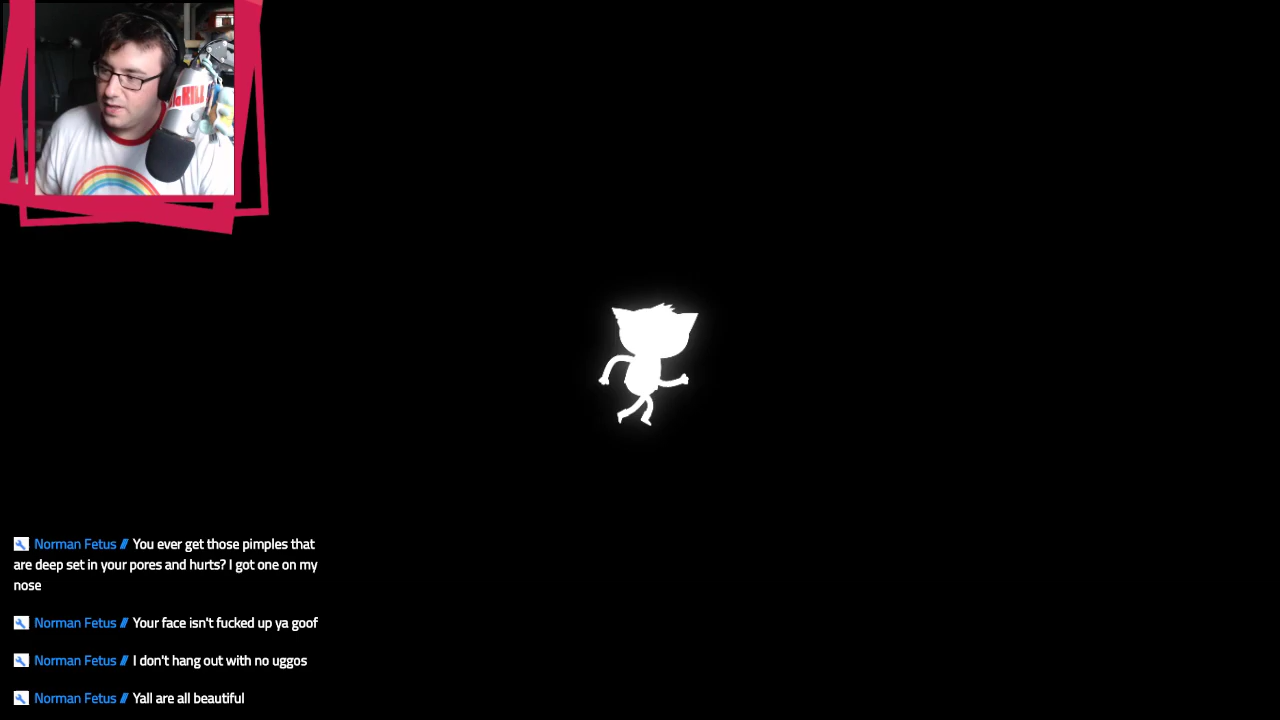 la KILL
Norman Fetus // You ever get those pimples that
are deep set in your pores and hurts? I got one on my
nose
Norman Fetus // Your face isn't fucked up ya goof
Norman Fetus // I don't hang out with no uggos
Norman Fetus // Yall are all beautiful